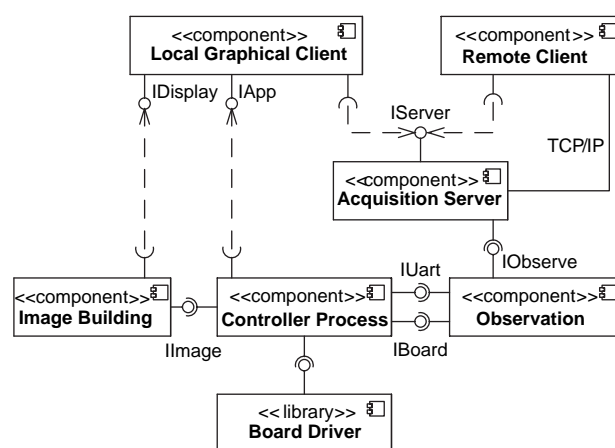 <<component>>
Local Graphical Client
<<component>>
Remote Client
IDisplay
IApp
IServer
TCP/IP
<<component>>
Acquisition Server
IObserve
<<component>>
Image Building
IImage
<<component>>
Controller Process
IUart
IBoard
<<component>>
Observation
<<library>>
Board Driver